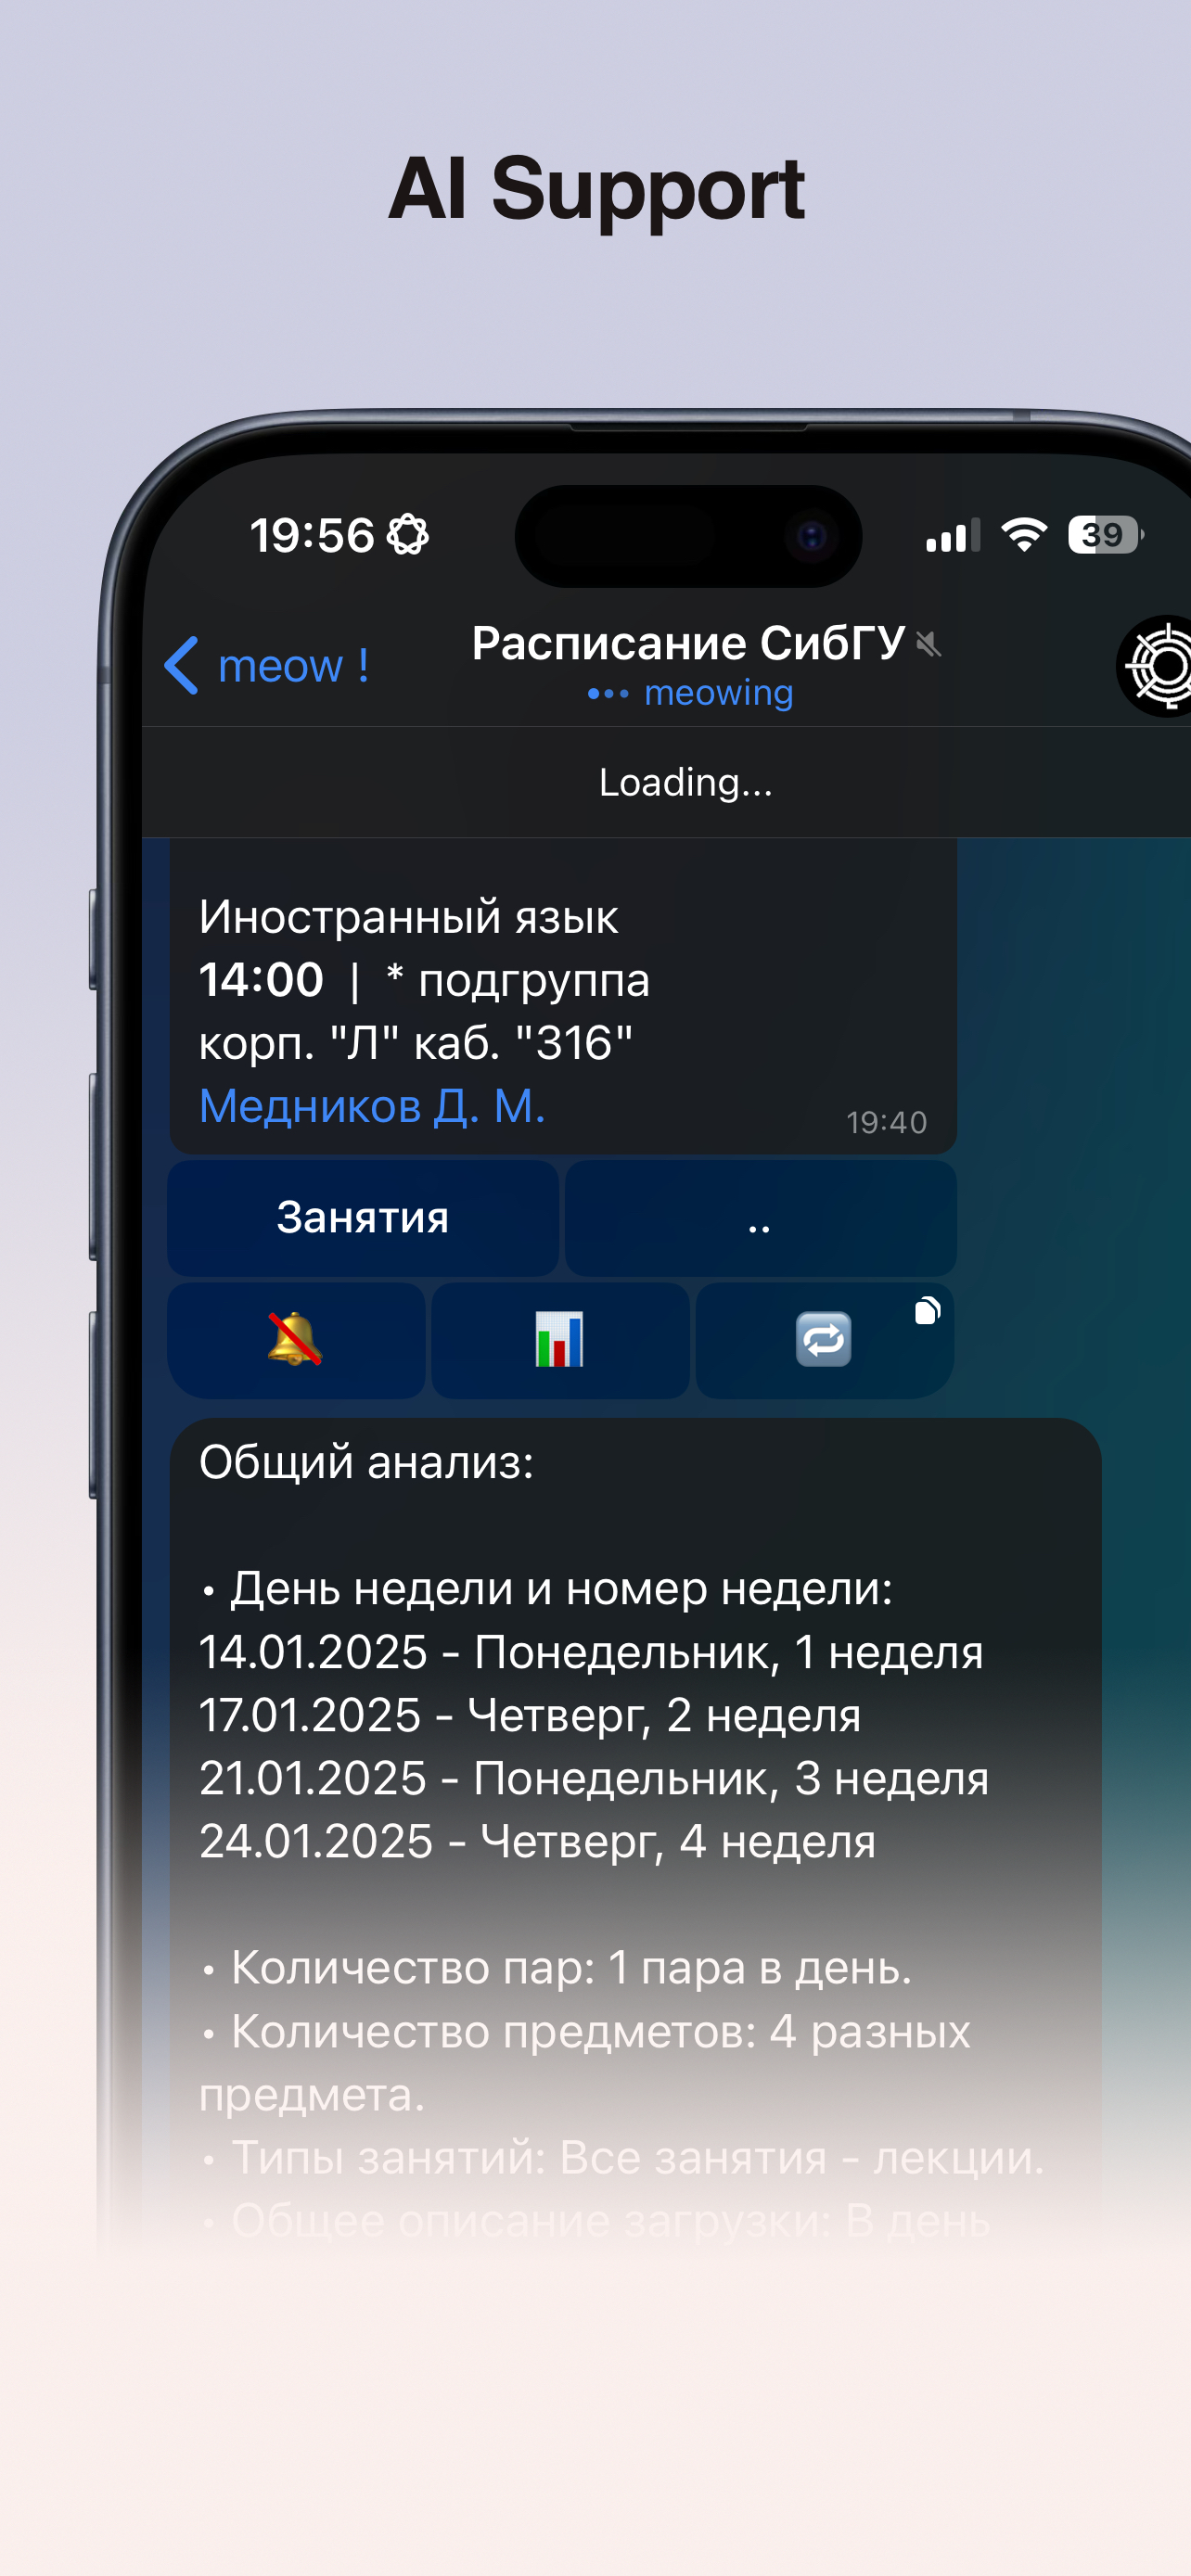 AI Support
19:56
39
meow !
Расписание СибГУ
meowing
Loading...
Иностранный язык
14:00 | * подгруппа
корп. "Л" каб. "316"
Медников Д. М.
19:40
Занятия
..
Общий анализ:
• День недели и номер недели:
14.01.2025 - Понедельник, 1 неделя
17.01.2025 - Четверг, 2 неделя
21.01.2025 - Понедельник, 3 неделя
24.01.2025 - Четверг, 4 неделя
• Количество пар: 1 пара в день.
• Количество предметов: 4 разных
предмета.
• Типы занятий: Все занятия - лекции.
• Общее описание загрузки: В день